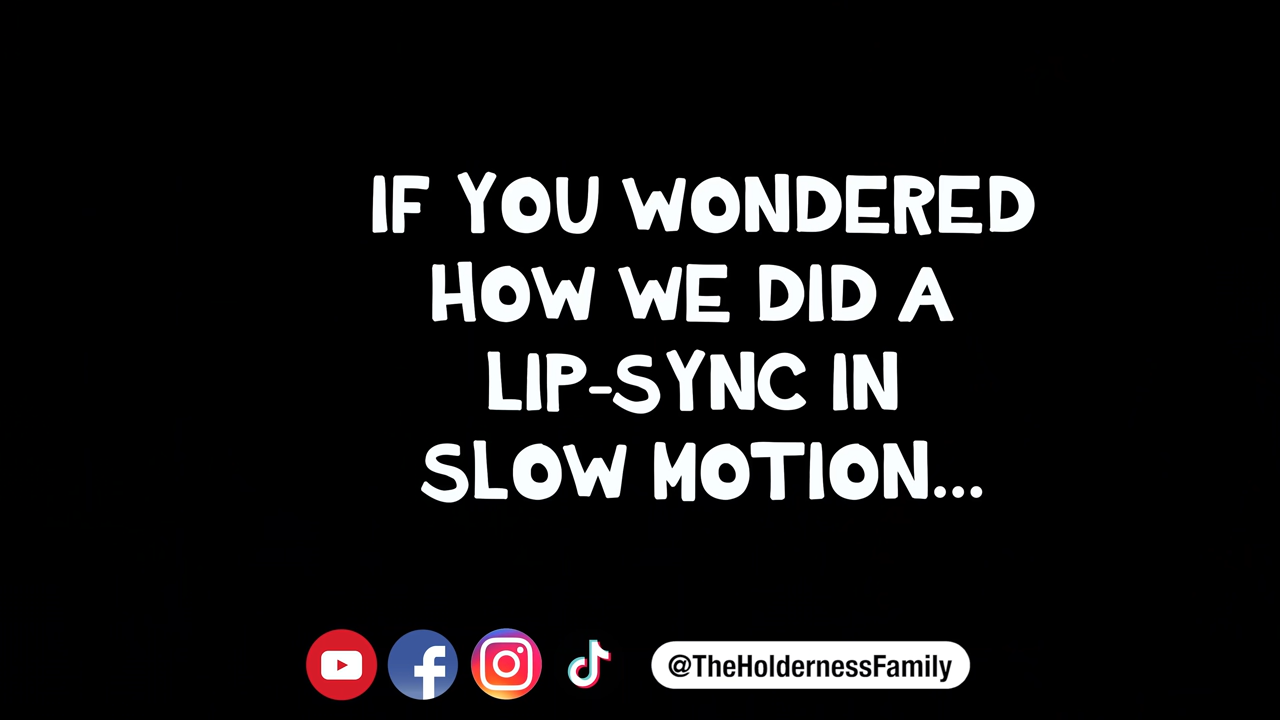 IF YOU WONDERED
HOW WE DID A
LIP-SYNC IN
SLOW MOTION...
@TheHoldernessFamily